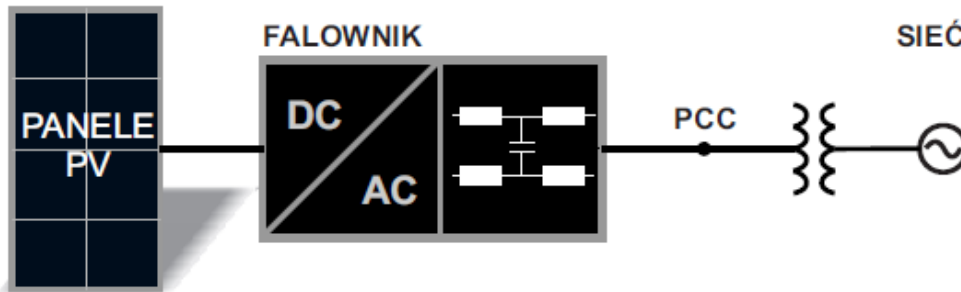 FALOWNIK
SIEĆ
PANELE
PV
DC
AC
PCC